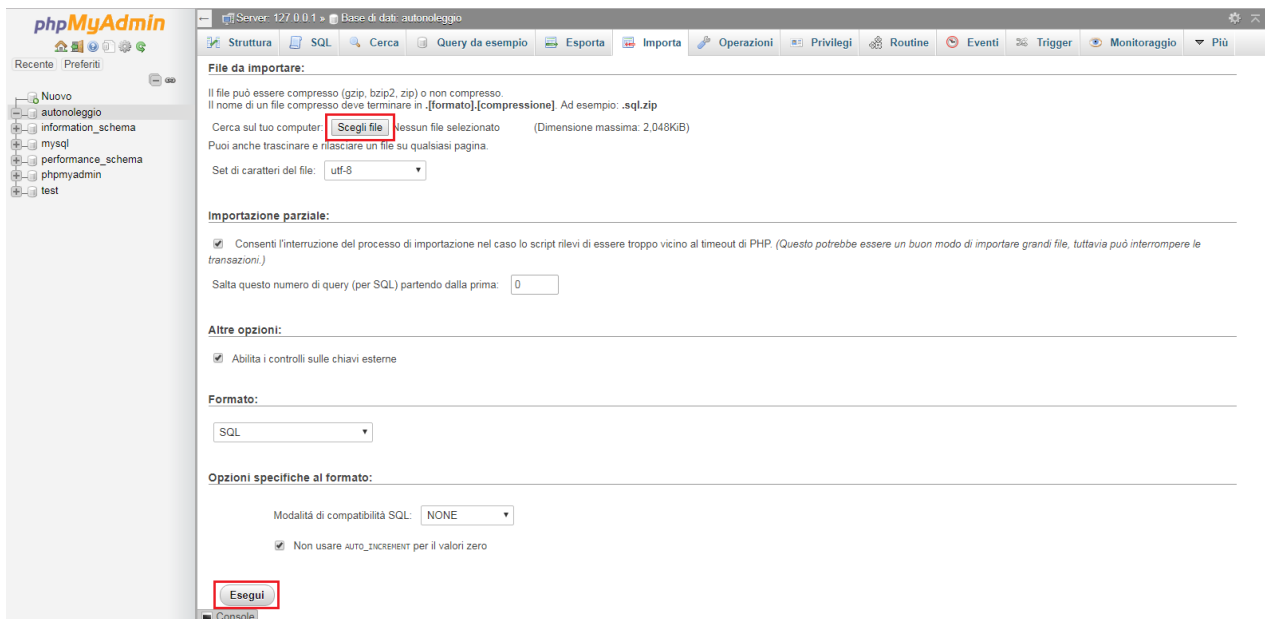 phpMyAdmin
Recente Preferiti
Nuovo
autonoleggio
information_schema
mysql
performance_schema
phpmyadmin
test
Server: 127.0.0.1 » Base di dati: autonoleggio
Struttura SQL Cerca Query da esempio Esporta Importa Operazioni Privilegi Routine Eventi Trigger Monitoraggio Più
File da importare:
Il file può essere compresso (gzip, bzip2, zip) o non compresso.
Il nome di un file compresso deve terminare in .[formato].[compressione]. Ad esempio: .sql.zip
Cerca sul tuo computer: Scegli file Nessun file selezionato (Dimensione massima: 2,048KiB)
Puoi anche trascinare e rilasciare un file su qualsiasi pagina.
Set di caratteri del file: utf-8
Importazione parziale:
Consenti l'interruzione del processo di importazione nel caso lo script rilevi di essere troppo vicino al timeout di PHP. (Questo potrebbe essere un buon modo di importare grandi file, tuttavia può interrompere le
transazioni.)
Salta questo numero di query (per SQL) partendo dalla prima: 0
Altre opzioni:
Abilita i controlli sulle chiavi esterne
Formato:
SQL
Opzioni specifiche al formato:
Modalitá di compatibilità SQL: NONE
Non usare AUTO_INCREMENT per il valori zero
Esegui
Console